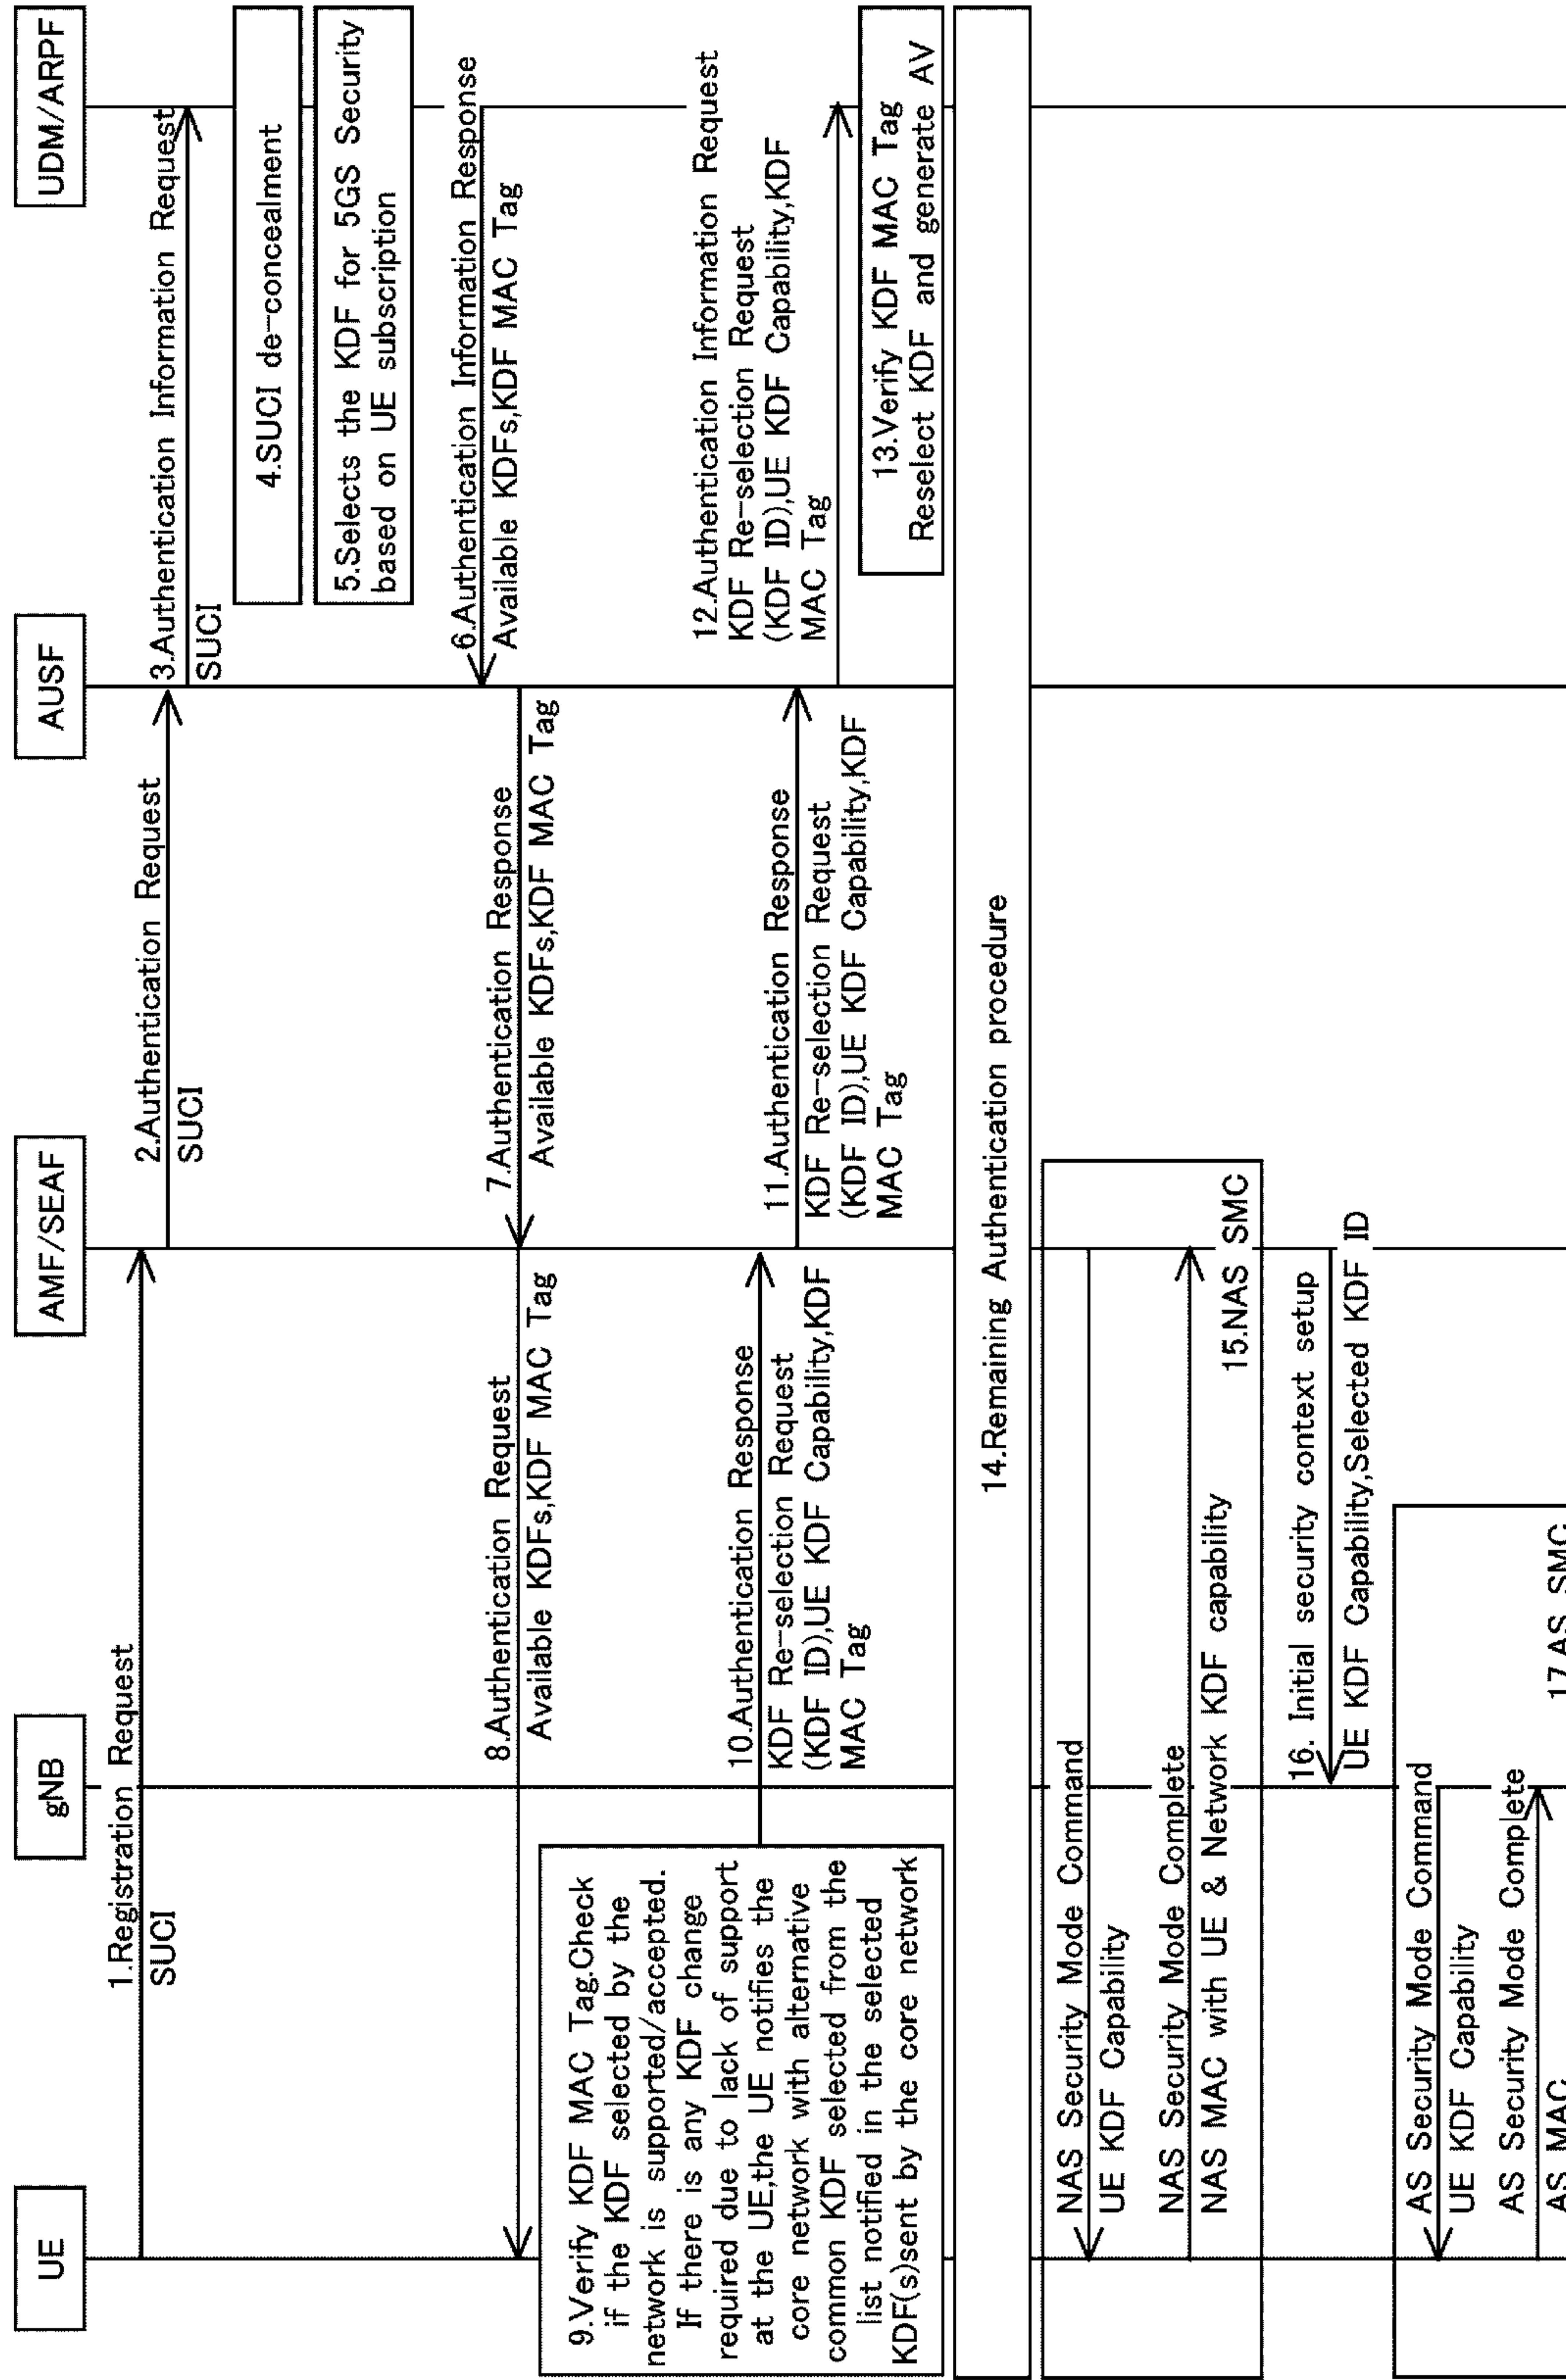 UE
gNB
AMF/SEAF
AUSF
UDM/ARPF
1.Registration Request
SUCI
2.Authentication Request
SUCI
3.Authentication Information Request
SUCI
4.SUCI de-concealment
5.Selects the KDF for 5GS Security
based on UE subscription
6.Authentication Information Response
Available KDFs,KDF MAC Tag
7.Authentication Response
Available KDFs,KDF MAC Tag
8.Authentication Request
Available KDFs,KDF MAC Tag
9.Verify KDF MAC Tag.Check
if the KDF selected by the
network is supported/accepted.
If there is any KDF change
required due to lack of support
at the UE,the UE notifies the
core network with alternative
common KDF selected from the
list notified in the selected
KDF(s)sent by the core network
10.Authentication Response
KDF Re-selection Request
(KDF ID),UE KDF Capability,KDF
MAC Tag
11.Authentication Response
KDF Re-selection Request
(KDF ID),UE KDF Capability,KDF
MAC Tag
12.Authentication Information Request
KDF Re-selection Request
(KDF ID),UE KDF Capability,KDF
MAC Tag
13.Verify KDF MAC Tag
Reselect KDF and generate AV
14.Remaining Authentication procedure
NAS Security Mode Command
UE KDF Capability
NAS Security Mode Complete
NAS MAC with UE & Network KDF capability
15.NAS SMC
16. Initial security context setup
UE KDF Capability,Selected KDF ID
AS Security Mode Command
UE KDF Capability
AS Security Mode Complete
AS MAC
17.AS SMC